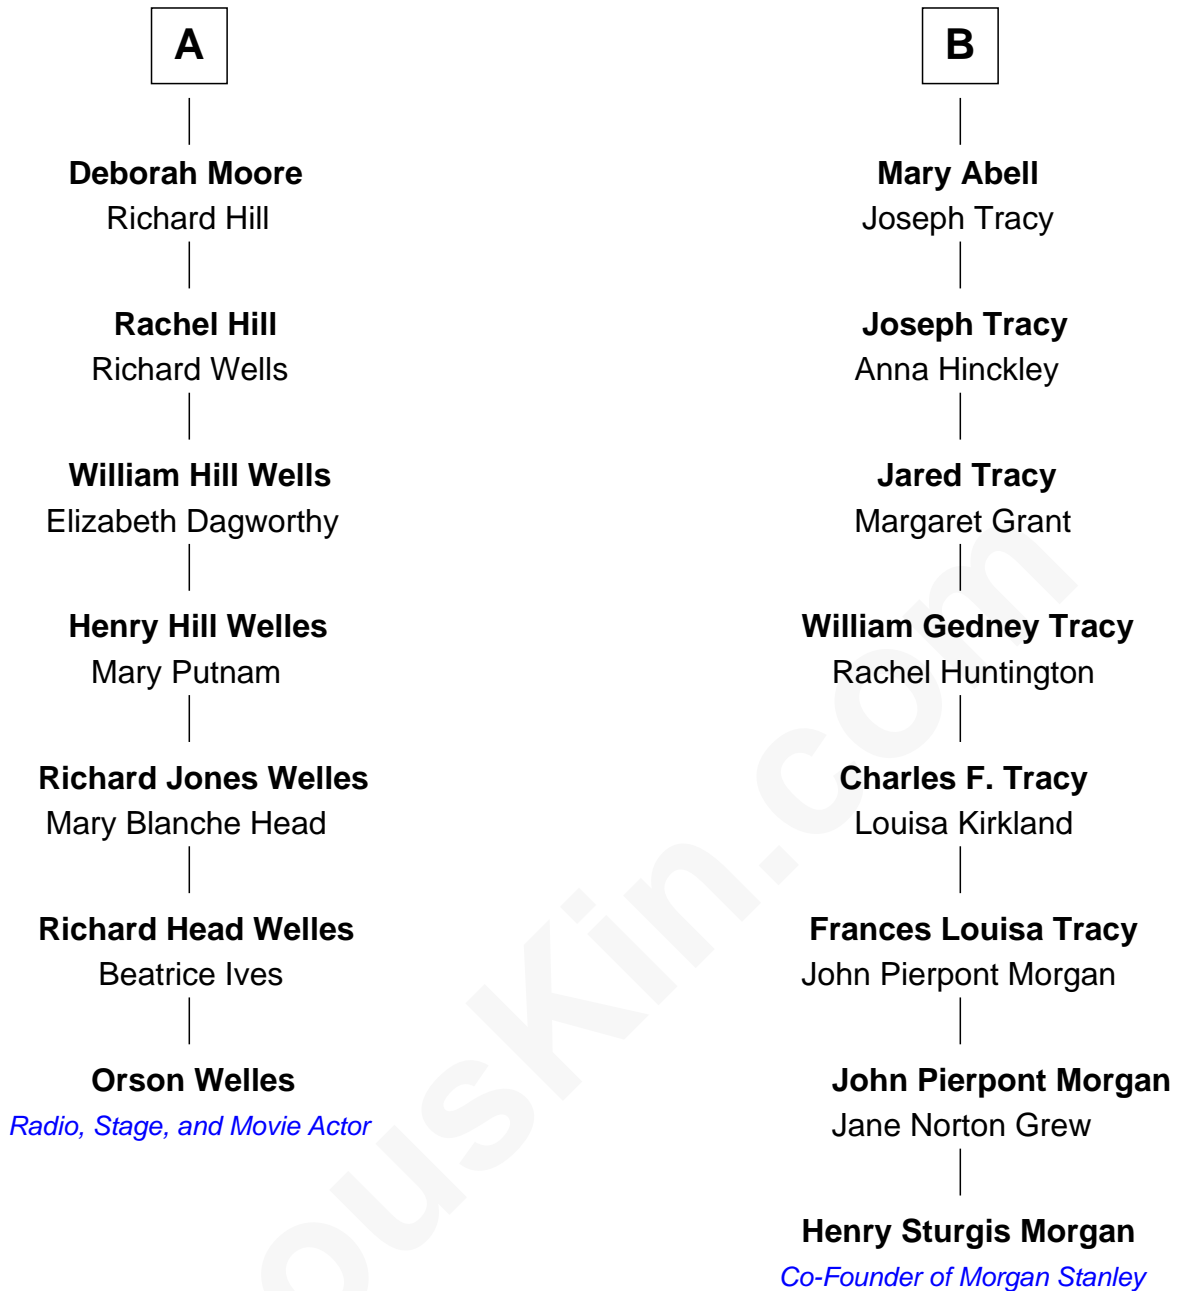 A
Deborah Moore
Richard Hill
Rachel Hill
Richard Wells
William Hill Wells
Elizabeth Dagworthy
Henry Hill Welles
Mary Putnam
Richard Jones Welles
Mary Blanche Head
Richard Head Welles
Beatrice Ives
Orson Welles
Radio, Stage, and Movie Actor
B
Mary Abell
Joseph Tracy
Joseph Tracy
Anna Hinckley
Jared Tracy
Margaret Grant
William Gedney Tracy
Rachel Huntington
Charles F. Tracy
Louisa Kirkland
Frances Louisa Tracy
John Pierpont Morgan
John Pierpont Morgan
Jane Norton Grew
Henry Sturgis Morgan
Co-Founder of Morgan Stanley
ousKin.com